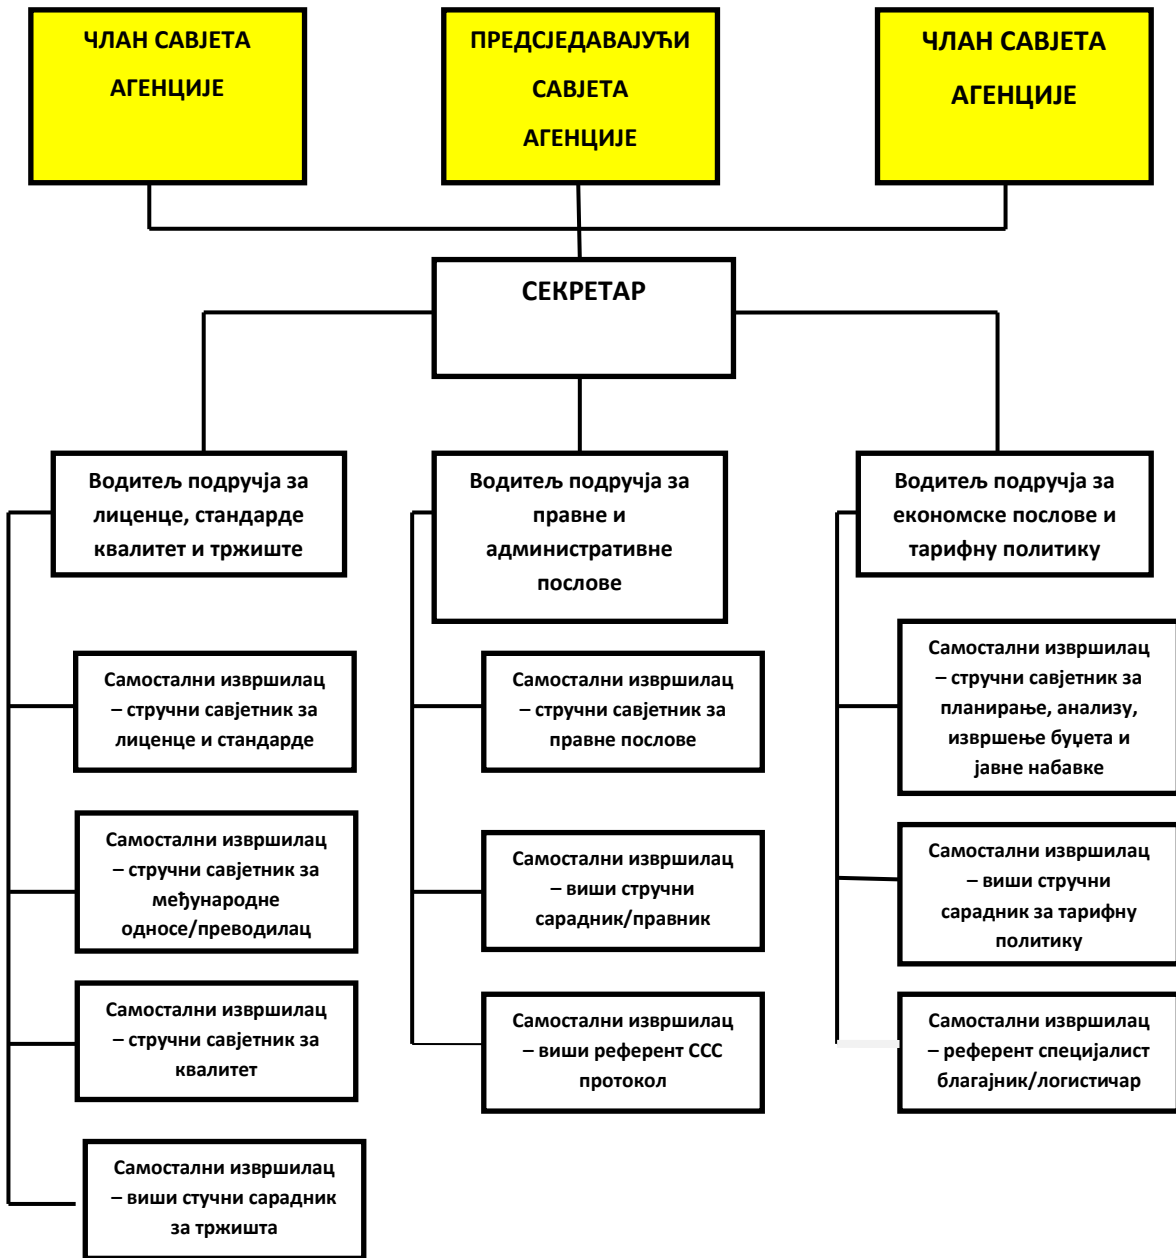 ЧЛАН САВЈЕТА
АГЕНЦИЈЕ
ПРЕДСЈЕДАВАЈУЋИ
САВЈЕТА
АГЕНЦИЈЕ
ЧЛАН САВЈЕТА
АГЕНЦИЈЕ
СЕКРЕТАР
Водитељ подручја за
лиценце, стандарде
квалитет и тржиште
Водитељ подручја за
правне и
административне
послове
Водитељ подручја за
економске послове и
тарифну политику
Самостални извршилац
– стручни савјетник за
лиценце и стандарде
Самостални извршилац
– стручни савјетник за
међународне
односе/преводилац
Самостални извршилац
– стручни савјетник за
квалитет
Самостални извршилац
– виши стучни сарадник
за тржишта
Самостални извршилац
– стручни савјетник за
правне послове
Самостални извршилац
– виши стручни
сарадник/правник
Самостални извршилац
– виши референт ССС
протокол
Самостални извршилац
– стручни савјетник за
планирање, анализу,
извршење буџета и
јавне набавке
Самостални извршилац
– виши стручни
сарадник за тарифну
политику
Самостални извршилац
– референт специјалист
благајник/логистичар